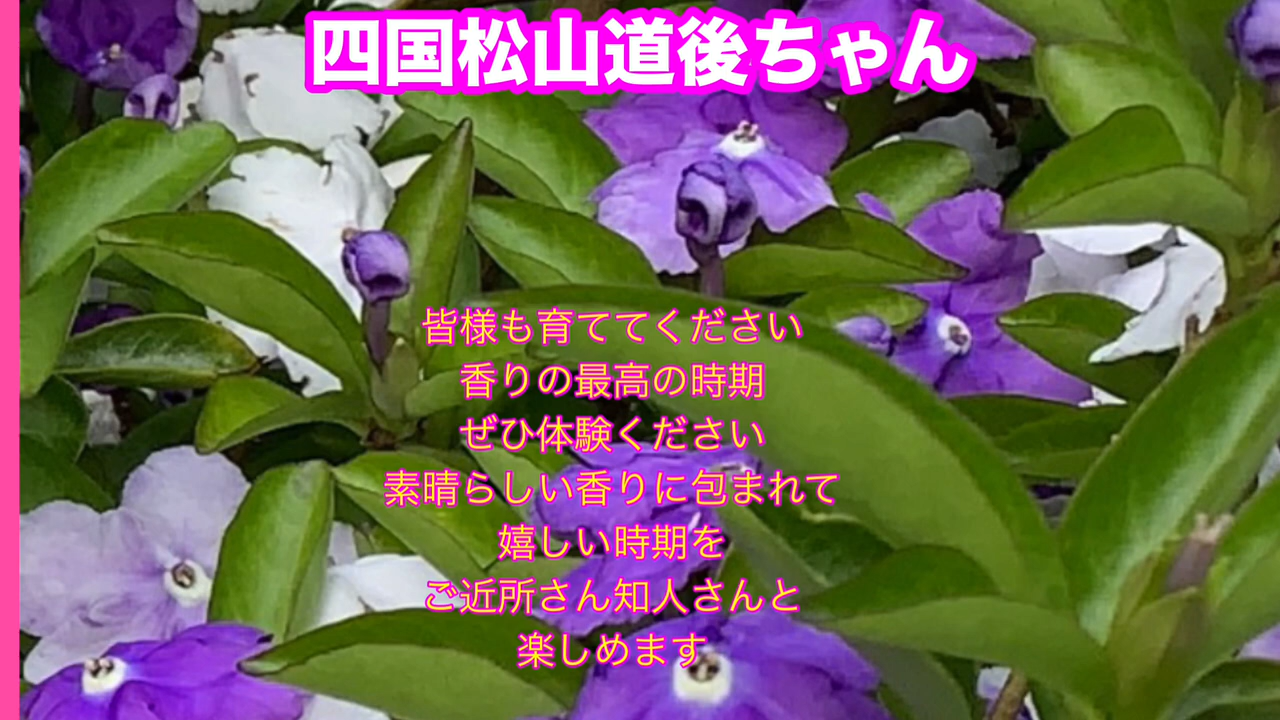 四国松山道後ちゃん
皆様も育ててください
香りの最高の時期
ぜひ体験ください
素晴らしい香りに包まれて
嬉しい時期を
ご近所さん知人さんと
楽しめます